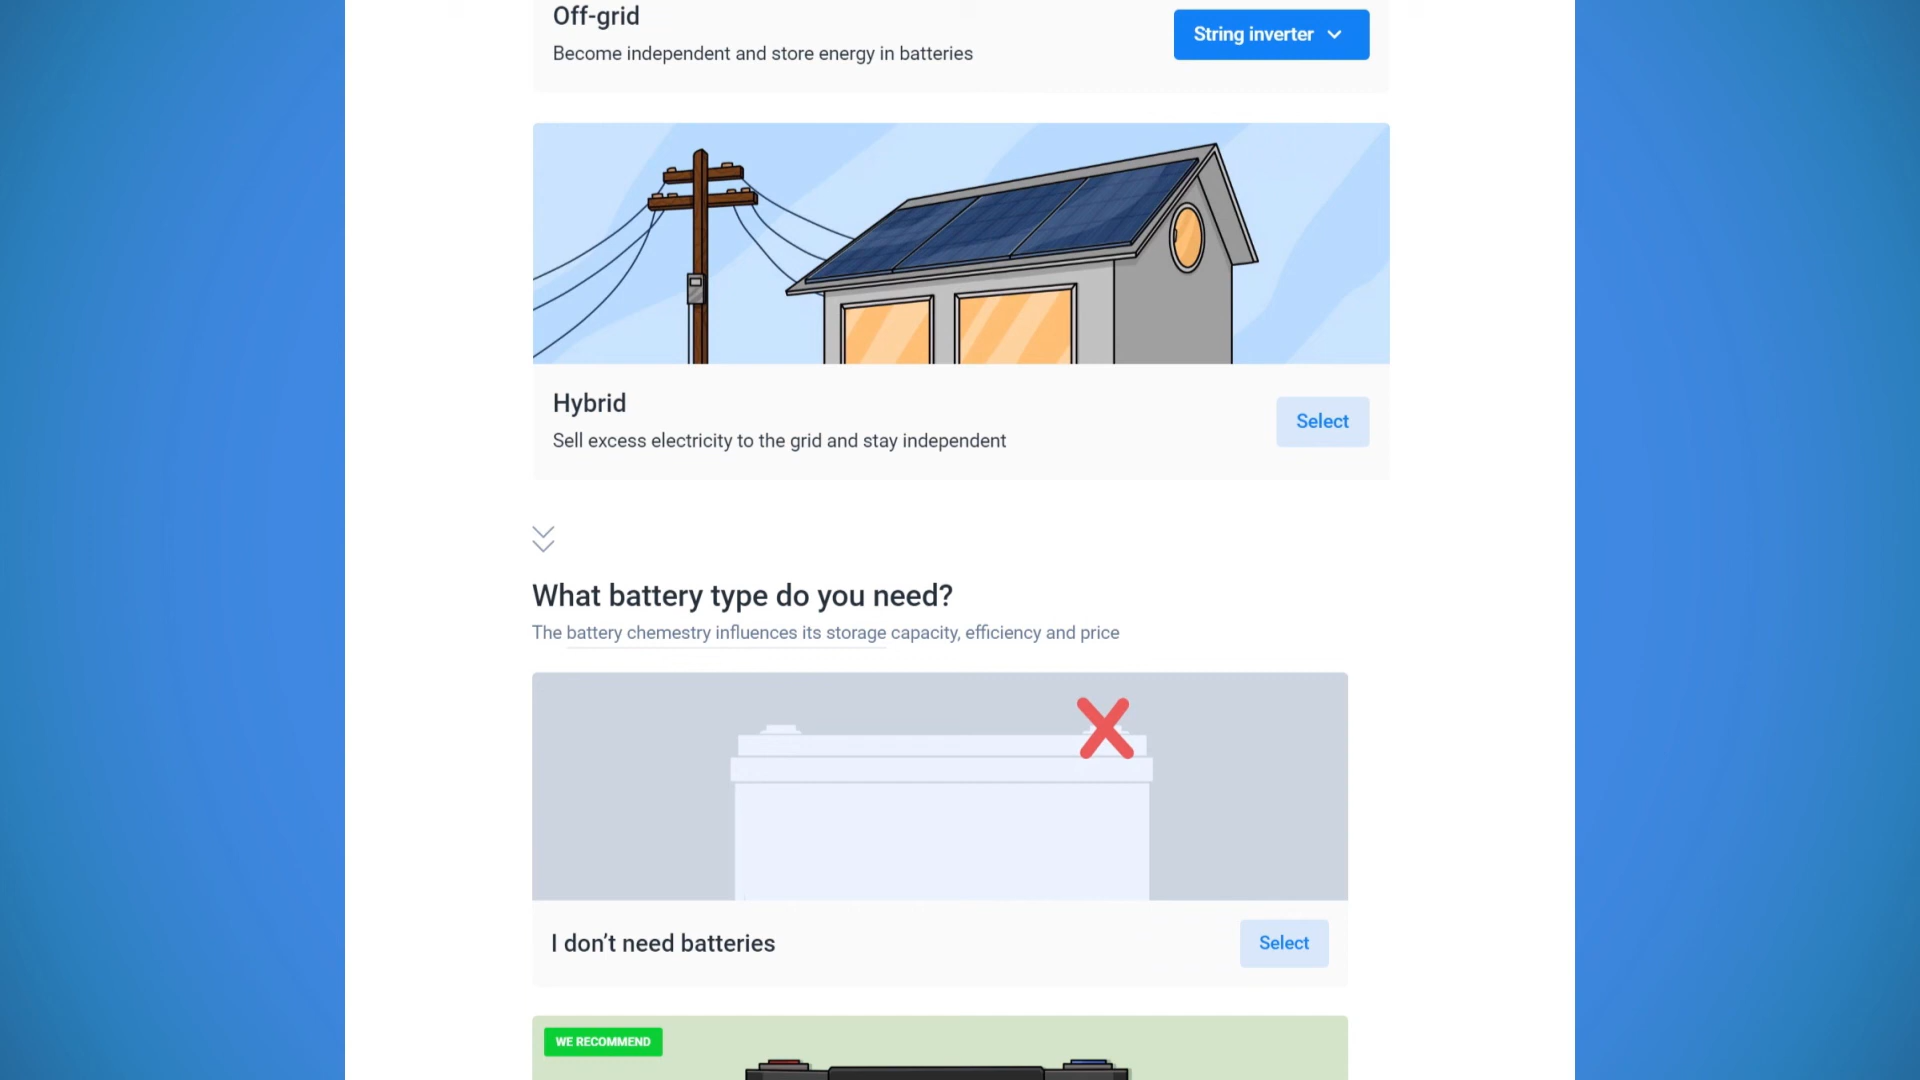 Off-grid
Become independent and store energy in batteries
String inverter
Hybrid
Sell excess electricity to the grid and stay independent
Select
What battery type do you need?
The battery chemestry influences its storage capacity, efficiency and price
I don’t need batteries
Select
WE RECOMMEND